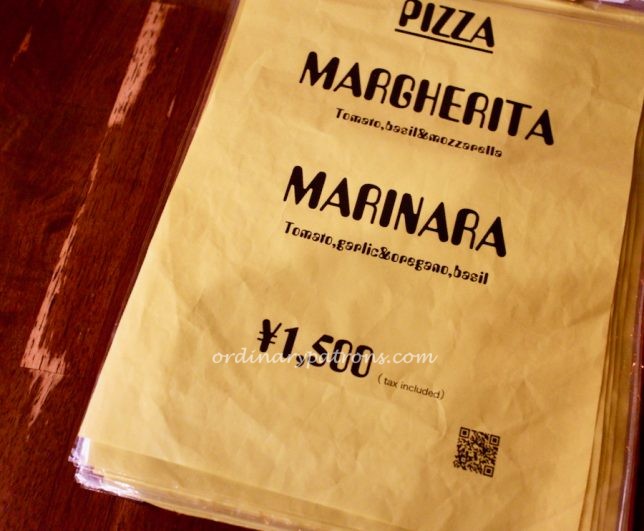 PIZZA
MARGHERITA
Tomato,basil&mozzarella
MARINARA
Tomato,garlic&oregano,basil
¥1,500 (tax included)
ordinarypatrons.com